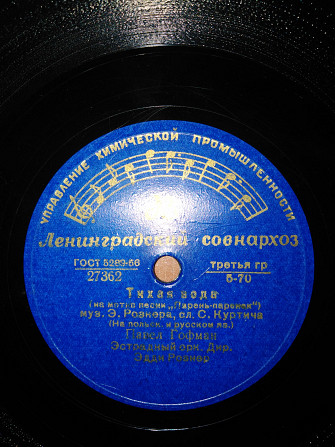 УПРАВЛЕНИЕ ХИМИЧЕСКОЙ ПРОМЫШЛЕННОСТИ
Ленинградский совнархоз
ГОСТ 5289-56
27362
третья гр
5-70
Тихая вода
(на мотив песни „Парень-паренек")
муз. Э. Рознера, сл. С. Куртича
(На польск. и русском яз.)
Гофман
Эстрадный орк. Дир.
Эдди Рознер